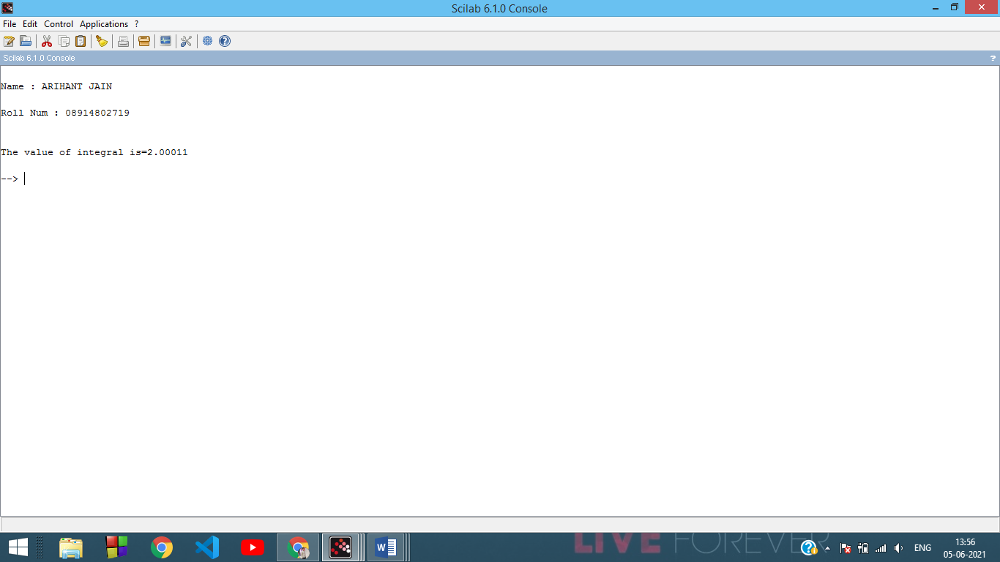 Scilab 6.1.0 Console
File Edit Control Applications ?
Scilab 6.1.0 Console ?
Name : ARIHANT JAIN
Roll Num : 08914802719
The value of integral is=2.00011
-->
LIVE FOREVER
ENG
13:56
05-06-2021